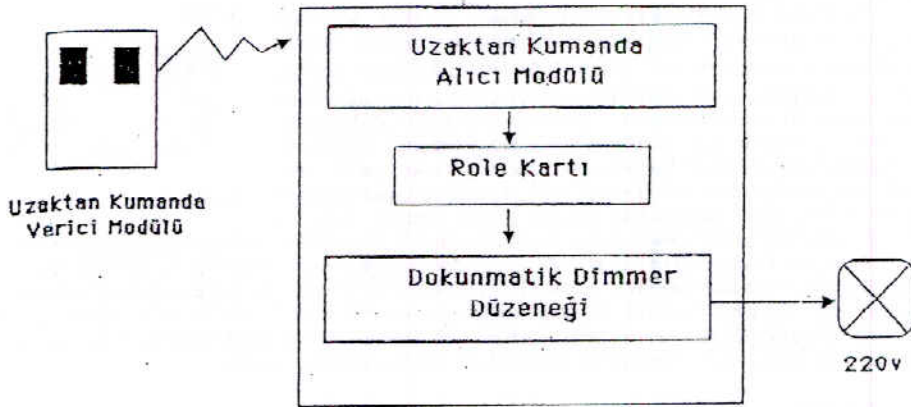 Uzaktan Kumanda
Alıcı Modülü
Role Kartı
Uzaktan Kumanda
Verici Modülü
Dokunmatik Dimmer
Düzeneği
220v